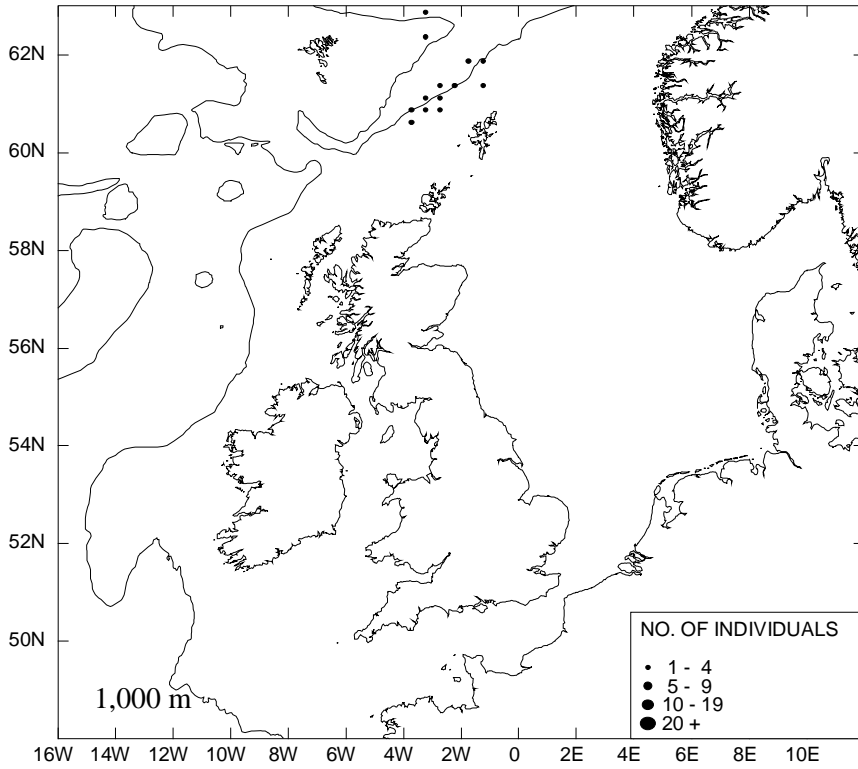 62N
60N
58N
56N
54N
52N
50N
NO. OF INDIVIDUALS
1 - 4
5 - 9
10 - 19
20 +
1,000 m
16W 14W 12W 10W 8W 6W 4W 2W 0 2E 4E 6E 8E 10E